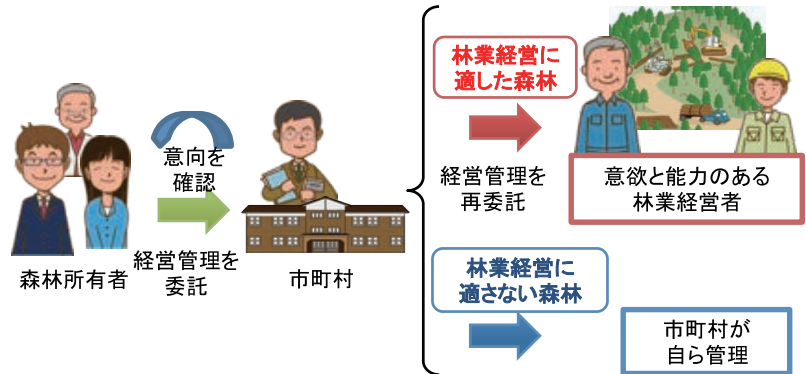 森林所有者
意向を
確認
経営管理を
委託
市町村
林業経営に
適した森林
経営管理を
再委託
意欲と能力のある
林業経営者
林業経営に
適さない森林
市町村が
自ら管理